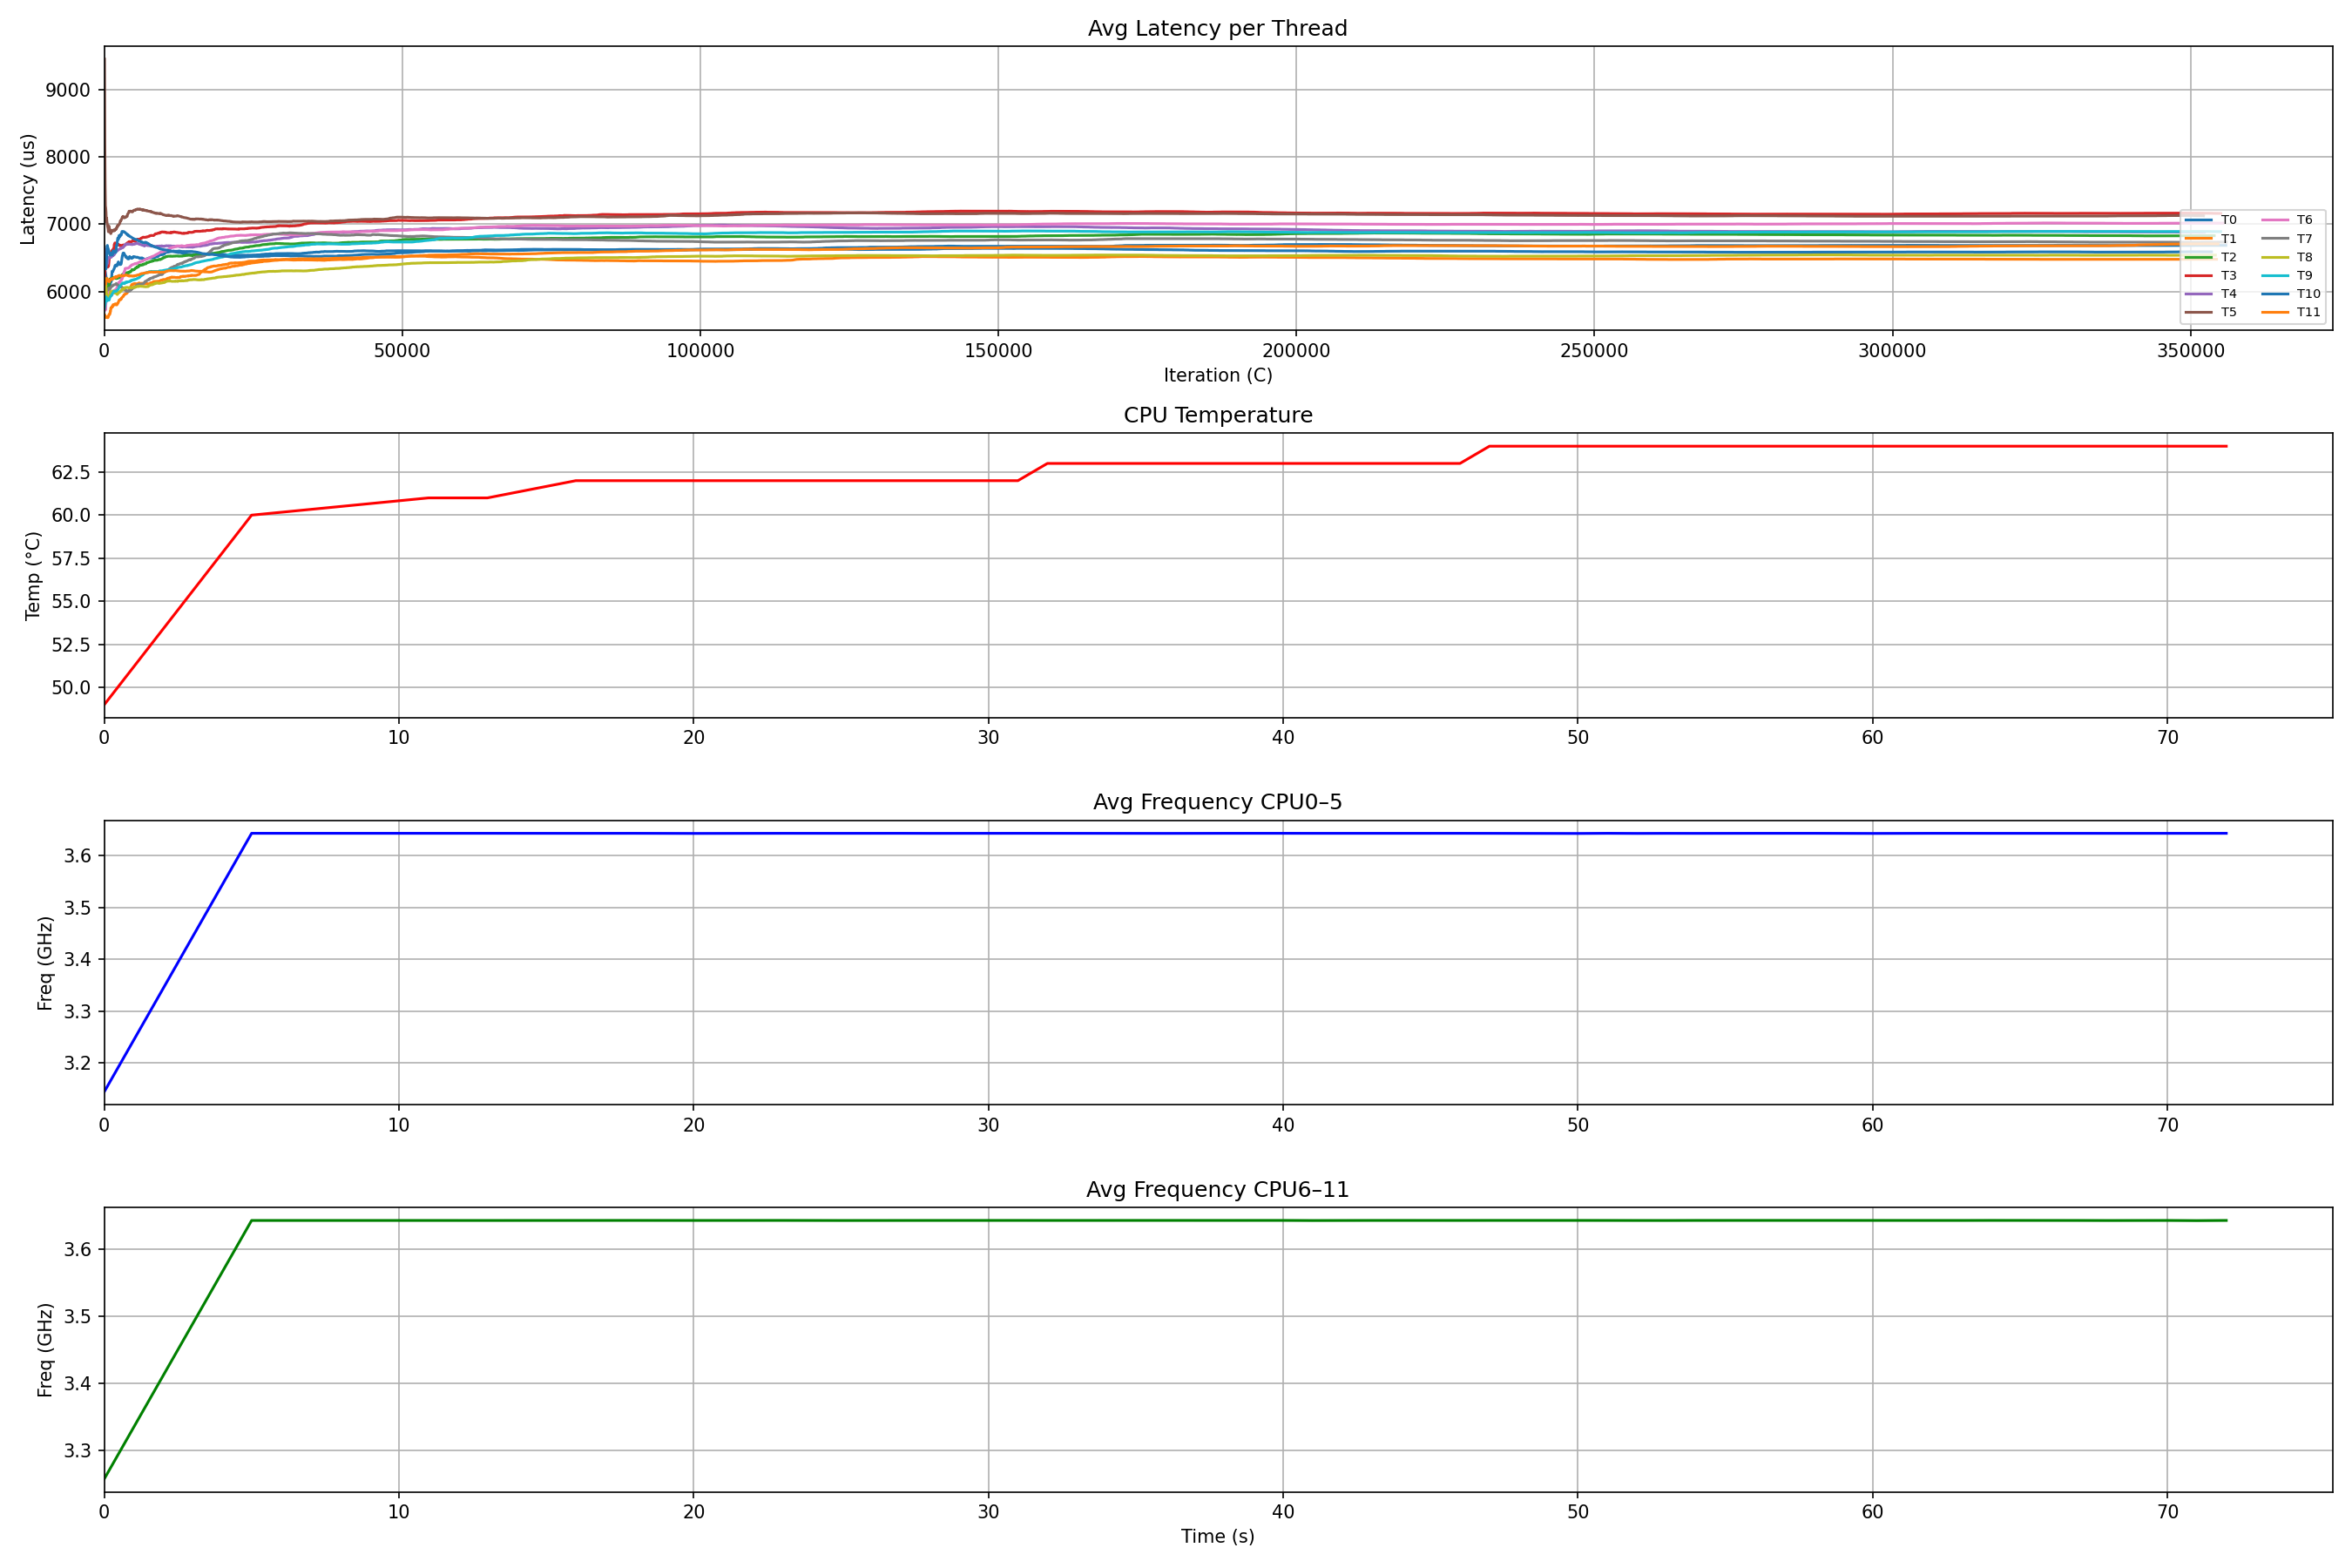 Avg Latency per Thread
Latency (us)
9000
8000
7000
6000
T0 T6
T1 T7
T2 T8
T3 T9
T4 T10
T5 T11
0 50000 100000 150000 200000 250000 300000 350000
Iteration (C)
CPU Temperature
Temp (°C)
62.5
60.0
57.5
55.0
52.5
50.0
0 10 20 30 40 50 60 70
Avg Frequency CPU0–5
Freq (GHz)
3.6
3.5
3.4
3.3
3.2
0 10 20 30 40 50 60 70
Avg Frequency CPU6–11
Freq (GHz)
3.6
3.5
3.4
3.3
0 10 20 30 40 50 60 70
Time (s)